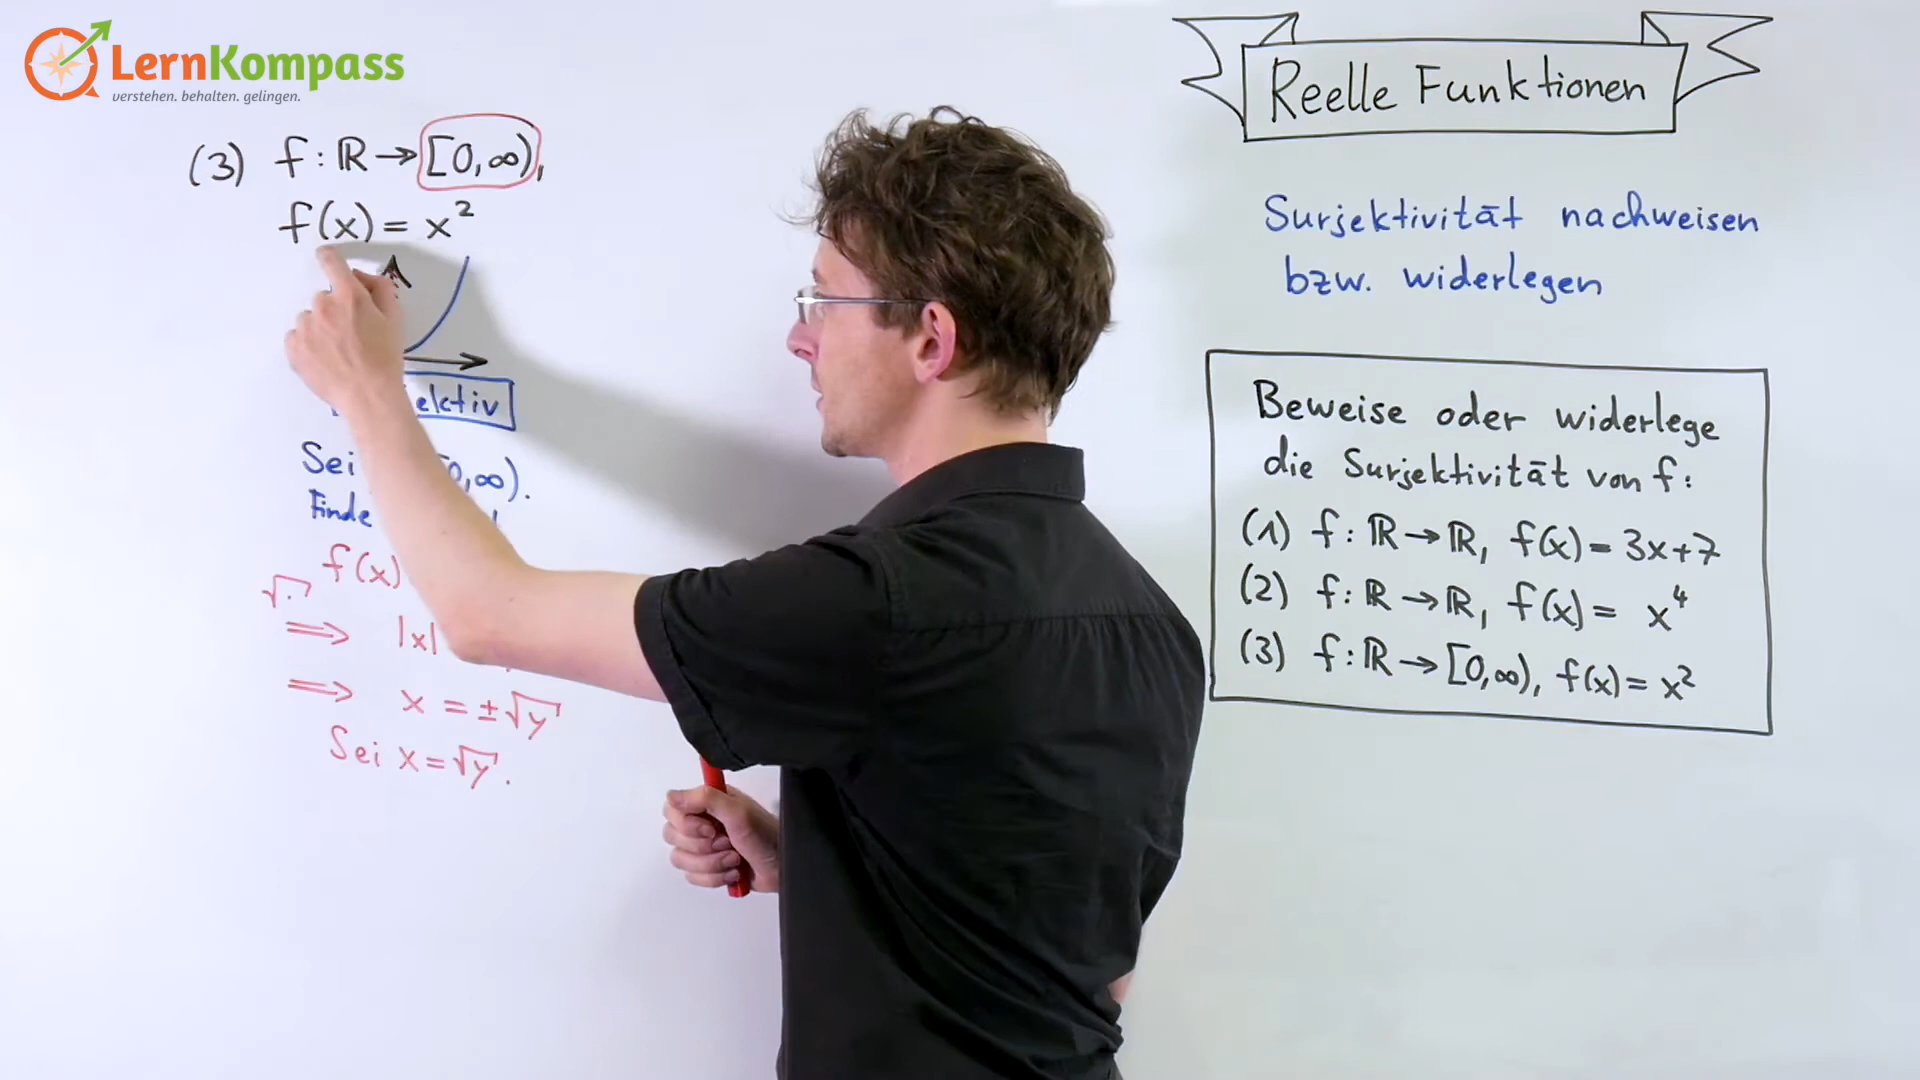 LernKompass
verstehen. behalten. gelingen.
(3) f : ℝ → [0,∞),
f(x) = x²
Sei 0,∞).
Finde
f(x)
√·
⇒ |x|
⇒ x = ±√y
Sei x = √y.
Reelle Funktionen
Surjektivität nachweisen
bzw. widerlegen
Beweise oder widerlege
die Surjektivität von f:
(1) f: ℝ → ℝ, f(x) = 3x+7
(2) f: ℝ → ℝ, f(x) = x⁴
(3) f: ℝ → [0,∞), f(x) = x²